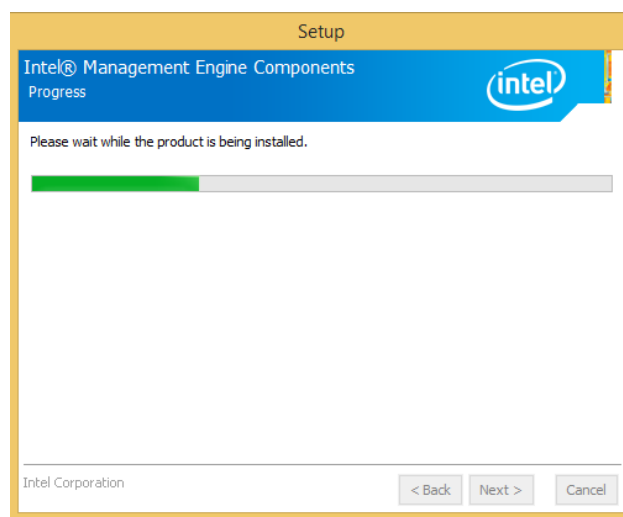 Setup
Intel® Management Engine Components
Progress
intel
Please wait while the product is being installed.
Intel Corporation
< Back Next > Cancel